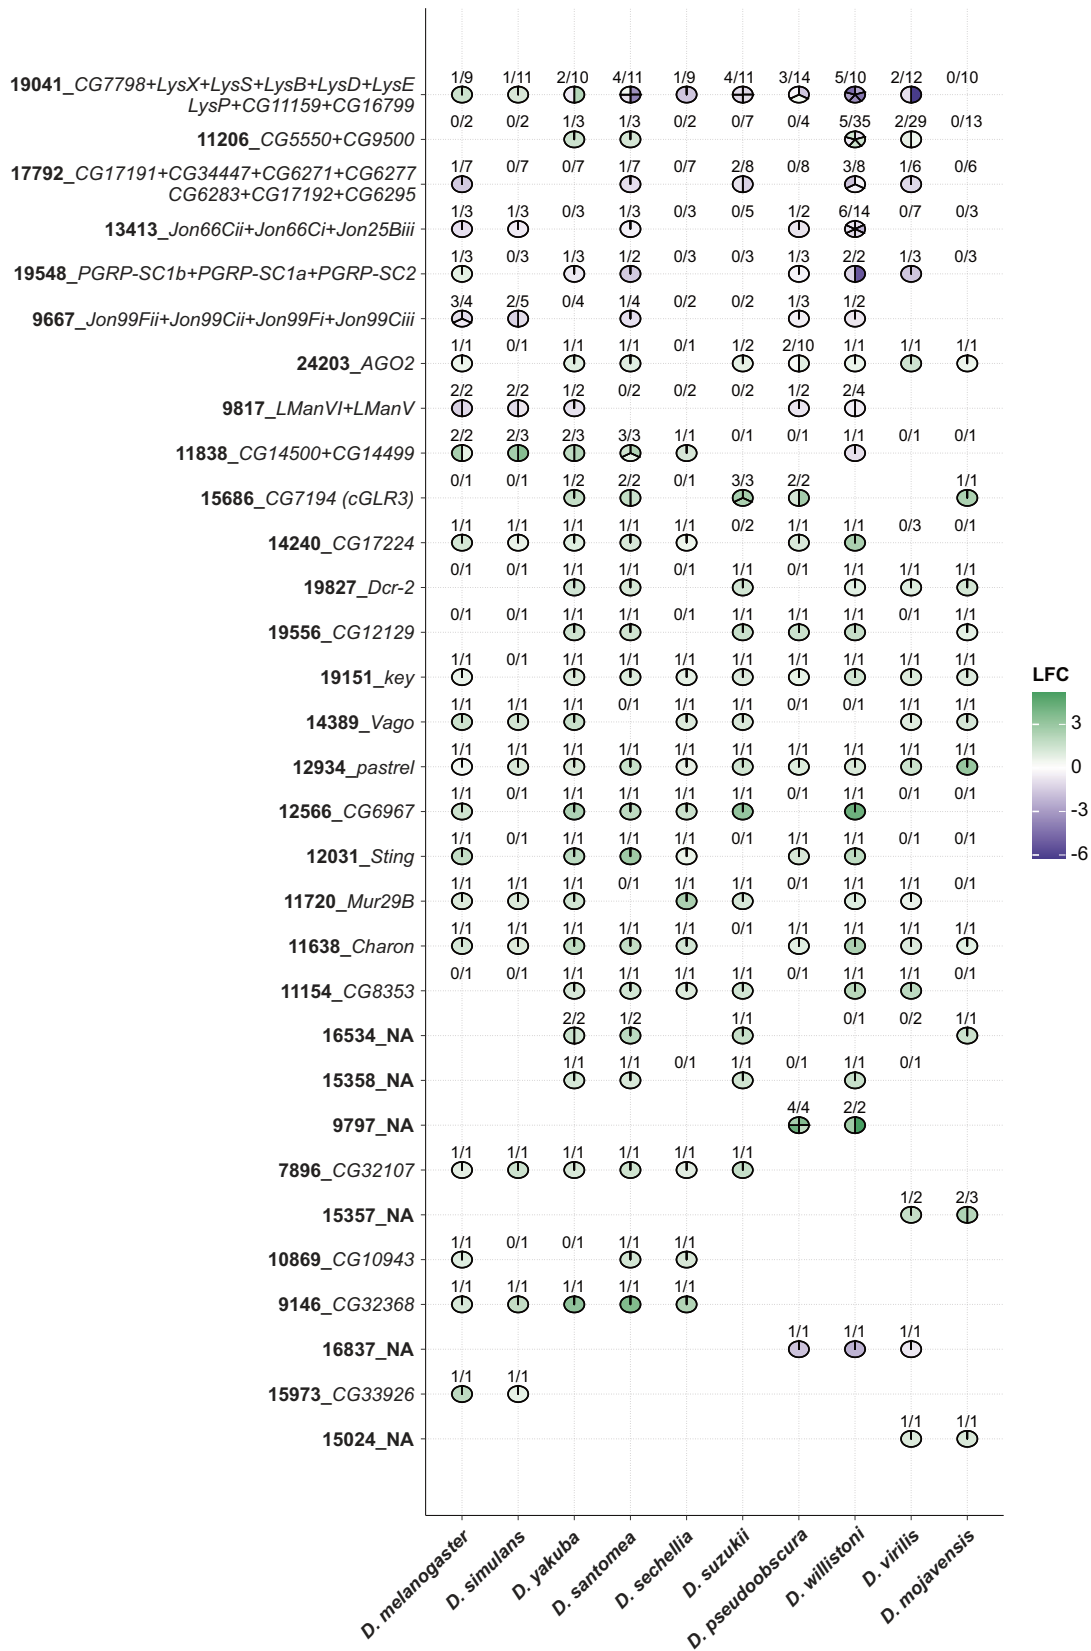 1/9 1/11 2/10 4/11 1/9 4/11 3/14 5/10 2/12 0/10
19041_CG7798+LysX+LysS+LysB+LysD+LysE
LysP+CG11159+CG16799
0/2 0/2 1/3 1/3 0/2 0/7 0/4 5/35 2/29 0/13
11206_CG5550+CG9500
1/7 0/7 0/7 1/7 0/7 2/8 0/8 3/8 1/6 0/6
17792_CG17191+CG34447+CG6271+CG6277
CG6283+CG17192+CG6295
1/3 1/3 0/3 1/3 0/3 0/5 1/2 6/14 0/7 0/3
13413_Jon66Cii+Jon66Ci+Jon25Biii
1/3 0/3 1/3 1/2 0/3 0/3 1/3 2/2 1/3 0/3
19548_PGRP-SC1b+PGRP-SC1a+PGRP-SC2
3/4 2/5 0/4 1/4 0/2 0/2 1/3 1/2
9667_Jon99Fii+Jon99Cii+Jon99Fi+Jon99Ciii
1/1 0/1 1/1 1/1 0/1 1/2 2/10 1/1 1/1 1/1
24203_AGO2
2/2 2/2 1/2 0/2 0/2 0/2 1/2 2/4
9817_LManVI+LManV
2/2 2/3 2/3 3/3 1/1 0/1 0/1 1/1 0/1 0/1
11838_CG14500+CG14499
0/1 0/1 1/2 2/2 0/1 3/3 2/2 1/1
15686_CG7194 (cGLR3)
1/1 1/1 1/1 1/1 1/1 0/2 1/1 1/1 0/3 0/1
14240_CG17224
0/1 0/1 1/1 1/1 0/1 1/1 0/1 1/1 1/1 1/1
19827_Dcr-2
0/1 0/1 1/1 1/1 0/1 1/1 1/1 1/1 0/1 1/1
19556_CG12129
1/1 0/1 1/1 1/1 1/1 1/1 1/1 1/1 1/1 1/1
19151_key
1/1 1/1 1/1 0/1 1/1 1/1 0/1 0/1 1/1 1/1
14389_Vago
1/1 1/1 1/1 1/1 1/1 1/1 1/1 1/1 1/1 1/1
12934_pastrel
1/1 0/1 1/1 1/1 1/1 1/1 0/1 1/1 0/1 0/1
12566_CG6967
1/1 0/1 1/1 1/1 1/1 0/1 1/1 1/1 0/1 0/1
12031_Sting
1/1 1/1 1/1 0/1 1/1 1/1 0/1 1/1 1/1 0/1
11720_Mur29B
1/1 1/1 1/1 1/1 1/1 0/1 1/1 1/1 1/1 1/1
11638_Charon
0/1 0/1 1/1 1/1 1/1 1/1 0/1 1/1 1/1 0/1
11154_CG8353
2/2 1/2 1/1 0/1 0/2 1/1
16534_NA
1/1 1/1 0/1 1/1 0/1 1/1 0/1
15358_NA
4/4 2/2
9797_NA
1/1 1/1 1/1 1/1 1/1 1/1
7896_CG32107
1/2 2/3
15357_NA
1/1 0/1 0/1 1/1 1/1
10869_CG10943
1/1 1/1 1/1 1/1 1/1
9146_CG32368
1/1 1/1 1/1
16837_NA
1/1 1/1
15973_CG33926
1/1 1/1
15024_NA
D. melanogaster
D. simulans
D. yakuba
D. santomea
D. sechellia
D. suzukii
D. pseudoobscura
D. willistoni
D. virilis
D. mojavensis
LFC
3
0
-3
-6